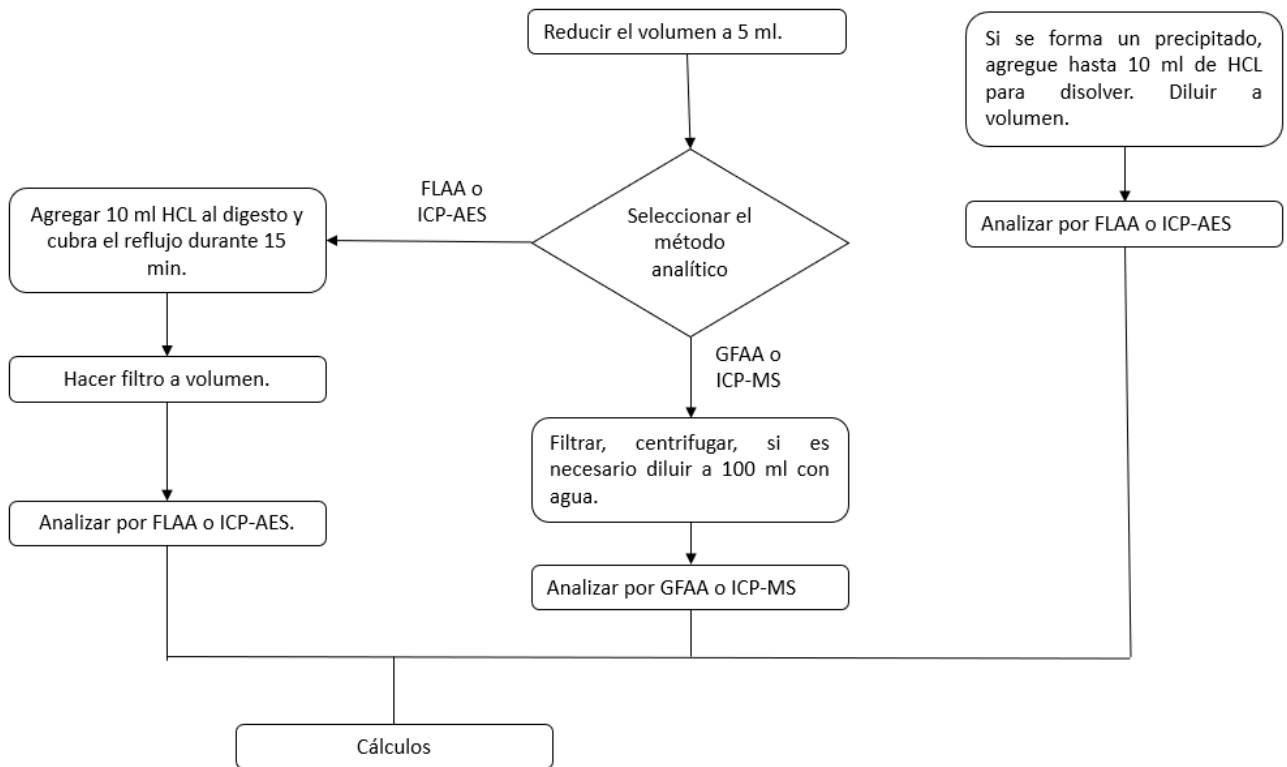 Reducir el volumen a 5 ml.
Si se forma un precipitado,
agregue hasta 10 ml de HCL
para disolver. Diluir a
volumen.
FLAA o
ICP-AES
Seleccionar el
método
analítico
Agregar 10 ml HCL al digesto y
cubra el reflujo durante 15
min.
Analizar por FLAA o ICP-AES
GFAA o
ICP-MS
Hacer filtro a volumen.
Filtrar, centrifugar, si es
necesario diluir a 100 ml con
agua.
Analizar por FLAA o ICP-AES.
Analizar por GFAA o ICP-MS
Cálculos